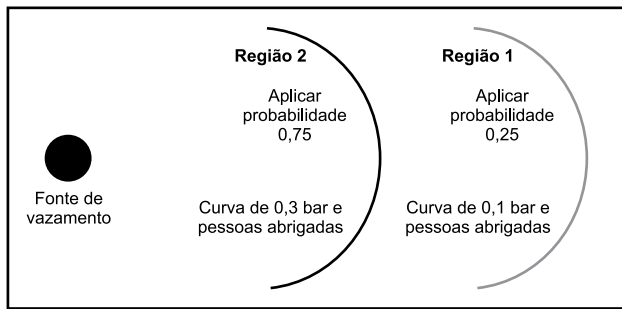 Região 2
Aplicar
probabilidade
0,75
Região 1
Aplicar
probabilidade
0,25
Fonte de
vazamento
Curva de 0,3 bar e
pessoas abrigadas
Curva de 0,1 bar e
pessoas abrigadas